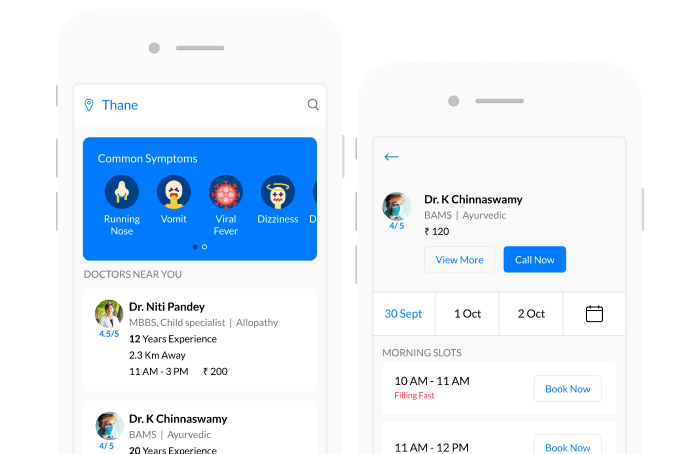 Thane
Common Symptoms
Running
Nose
Vomit
Viral
Fever
Dizziness
D
DOCTORS NEAR YOU
Dr. Niti Pandey
MBBS, Child specialist | Allopathy
4.5/5
12 Years Experience
2.3 Km Away
11 AM - 3 PM ₹ 200
Dr. K Chinnaswamy
BAMS | Ayurvedic
4/ 5
20 Years Experience
Dr. K Chinnaswamy
BAMS | Ayurvedic
4/ 5
₹ 120
View More Call Now
30 Sept 1 Oct 2 Oct
MORNING SLOTS
10 AM - 11 AM
Filling Fast
Book Now
11 AM - 12 PM
Book Now